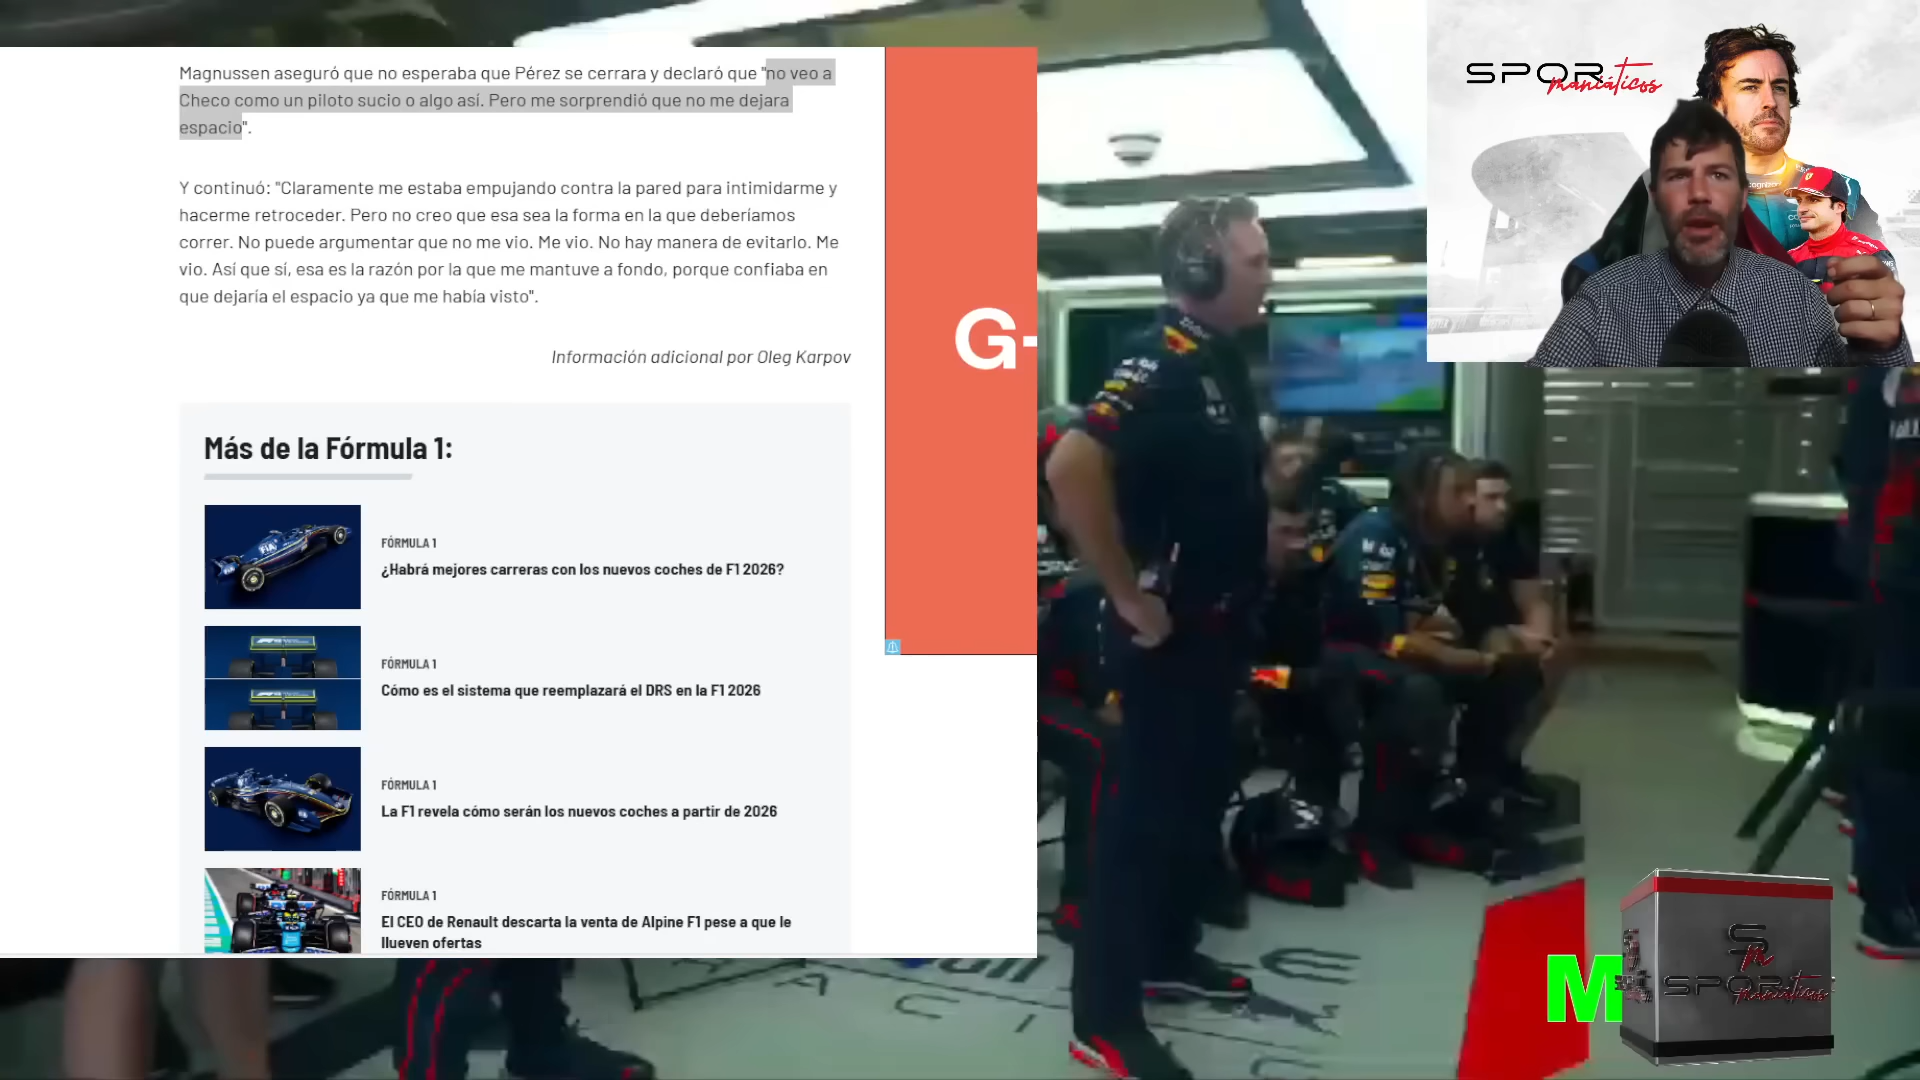 Magnussen aseguró que no esperaba que Pérez se cerrara y declaró que "no veo a
Checo como un piloto sucio o algo así. Pero me sorprendió que no me dejara
espacio".
Y continuó: "Claramente me estaba empujando contra la pared para intimidarme y
hacerme retroceder. Pero no creo que esa sea la forma en la que deberíamos
correr. No puede argumentar que no me vio. Me vio. No hay manera de evitarlo. Me
vio. Así que sí, esa es la razón por la que me mantuve a fondo, porque confiaba en
que dejaría el espacio ya que me había visto".
Información adicional por Oleg Karpov
Más de la Fórmula 1:
FÓRMULA 1
¿Habrá mejores carreras con los nuevos coches de F1 2026?
FÓRMULA 1
Cómo es el sistema que reemplazará el DRS en la F1 2026
FÓRMULA 1
La F1 revela cómo serán los nuevos coches a partir de 2026
FÓRMULA 1
El CEO de Renault descarta la venta de Alpine F1 pese a que le
llueven ofertas
G-
SPOR
maniáticos
FIA
M
SPOR
maniáticos